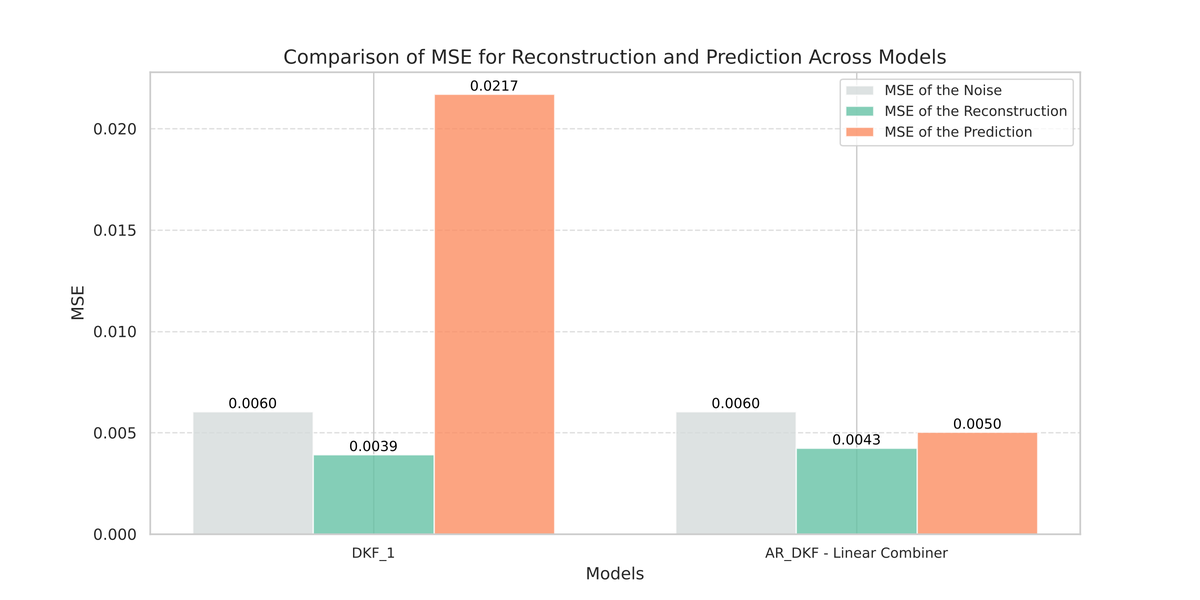 Comparison of MSE for Reconstruction and Prediction Across Models
MSE of the Noise
MSE of the Reconstruction
MSE of the Prediction
0.0217
0.020
0.015
MSE
0.010
0.0060
0.0039
0.0060
0.0043
0.0050
0.005
0.000
DKF_1
AR_DKF - Linear Combiner
Models